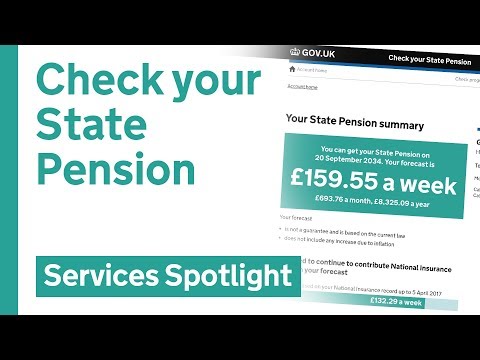 Check your
State
Pension
Services Spotlight
GOV.UK
Check your State Pension
Account home
Account home
Your State Pension summary
You can get your State Pension on
20 September 2034. Your forecast is
£159.55 a week
£693.76 a month, £8,325.09 a year
Your forecast
is not a guarantee and is based on the current law
does not include any increase due to inflation
to continue to contribute National Insurance
your forecast
on your National Insurance record up to 5 April 2017
£132.29 a week